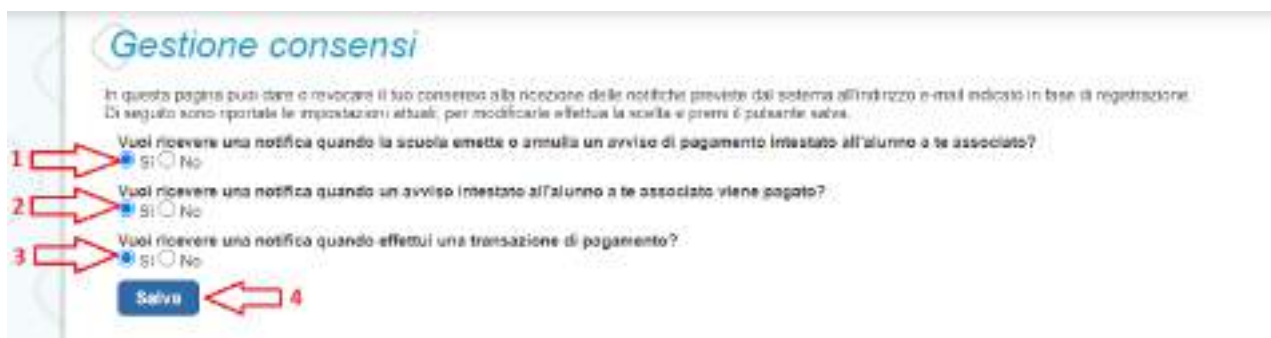 Gestione consensi
In questa pagina puoi dare o revocare il tuo consenso alla ricezione delle notifiche previste dal sistema all'indirizzo e-mail indicato in fase di registrazione.
Di seguito sono riportate le impostazioni attuali, per modificarle effettua la scelta e premi il pulsante salva.
Vuoi ricevere una notifica quando la scuola emette o annulla un avviso di pagamento intestato all'alunno a te associato?
1 Si No
Vuoi ricevere una notifica quando un avviso intestato all'alunno a te associato viene pagato?
2 Si No
Vuoi ricevere una notifica quando effettui una transazione di pagamento?
3 Si No
Salva 4